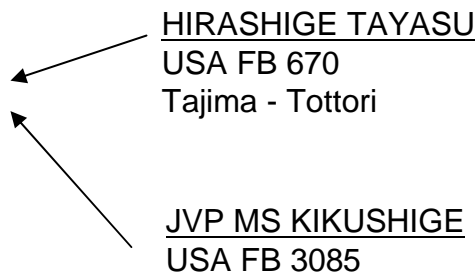 HIRASHIGE TAYASU
USA FB 670
Tajima - Tottori
JVP MS KIKUSHIGE
USA FB 3085